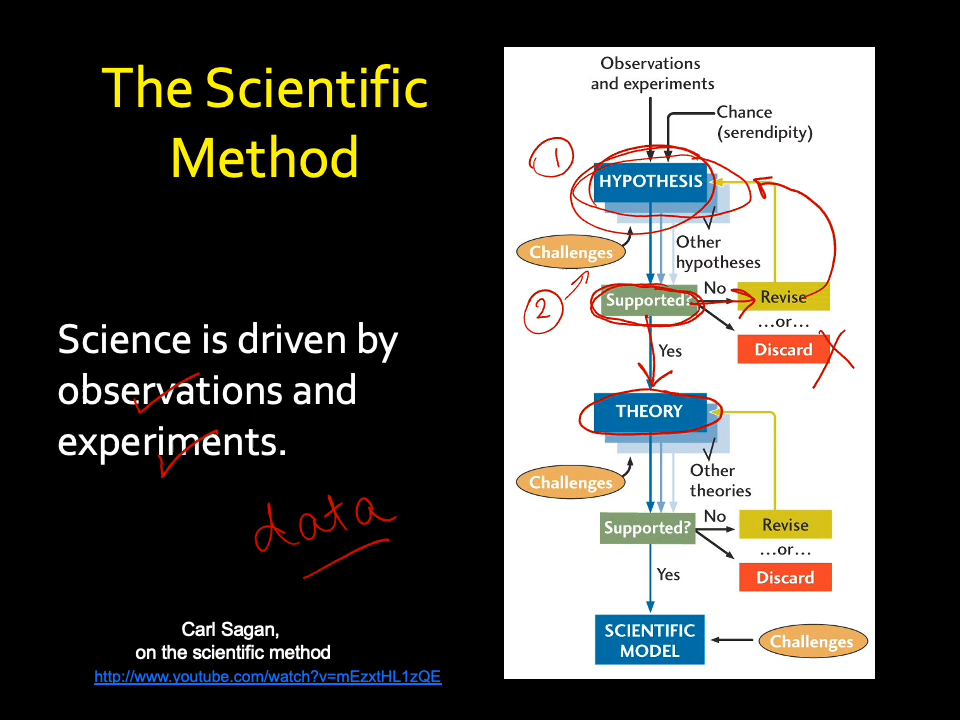 The Scientific
Method
Science is driven by
observations and
experiments.
data
Carl Sagan,
on the scientific method
http://www.youtube.com/watch?v=mEzxtHL1zQE
Observations
and experiments
Chance
(serendipity)
1
HYPOTHESIS
Challenges
Other
hypotheses
2
Supported?
No
Revise
...or...
Discard
Yes
THEORY
Challenges
Other
theories
Supported?
No
Revise
...or...
Discard
Yes
SCIENTIFIC
MODEL
Challenges